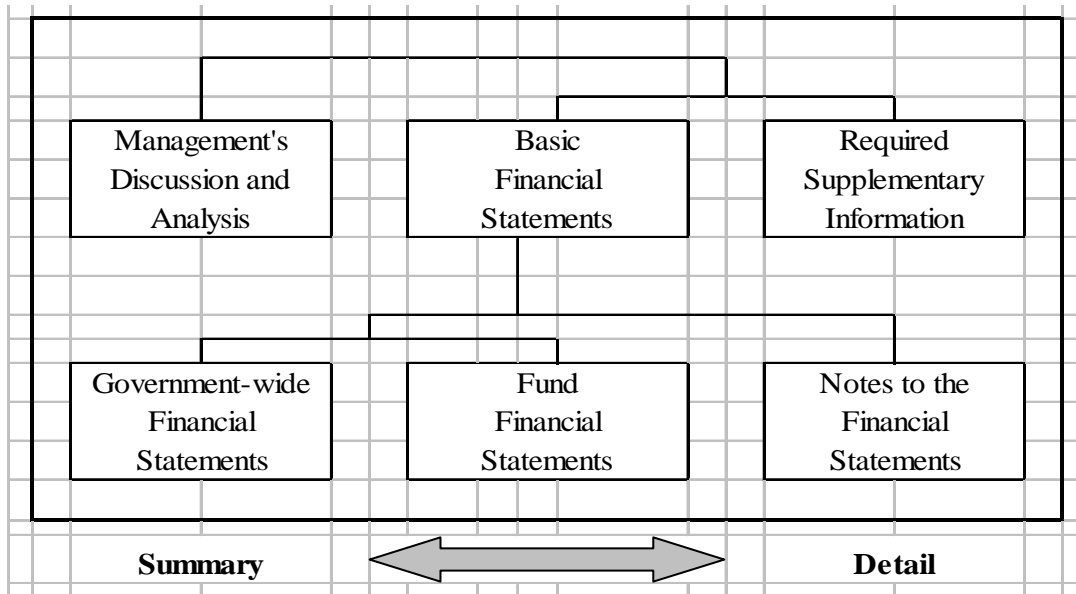 Management's
Discussion and
Analysis
Basic
Financial
Statements
Required
Supplementary
Information
Government-wide
Financial
Statements
Fund
Financial
Statements
Notes to the
Financial
Statements
Summary
Detail